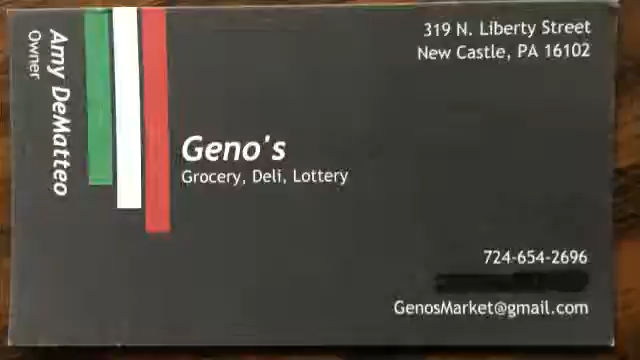 319 N. Liberty Street
New Castle, PA 16102
Amy DeMatteo
Owner
Geno's
Grocery, Deli, Lottery
724-654-2696
GenosMarket@gmail.com